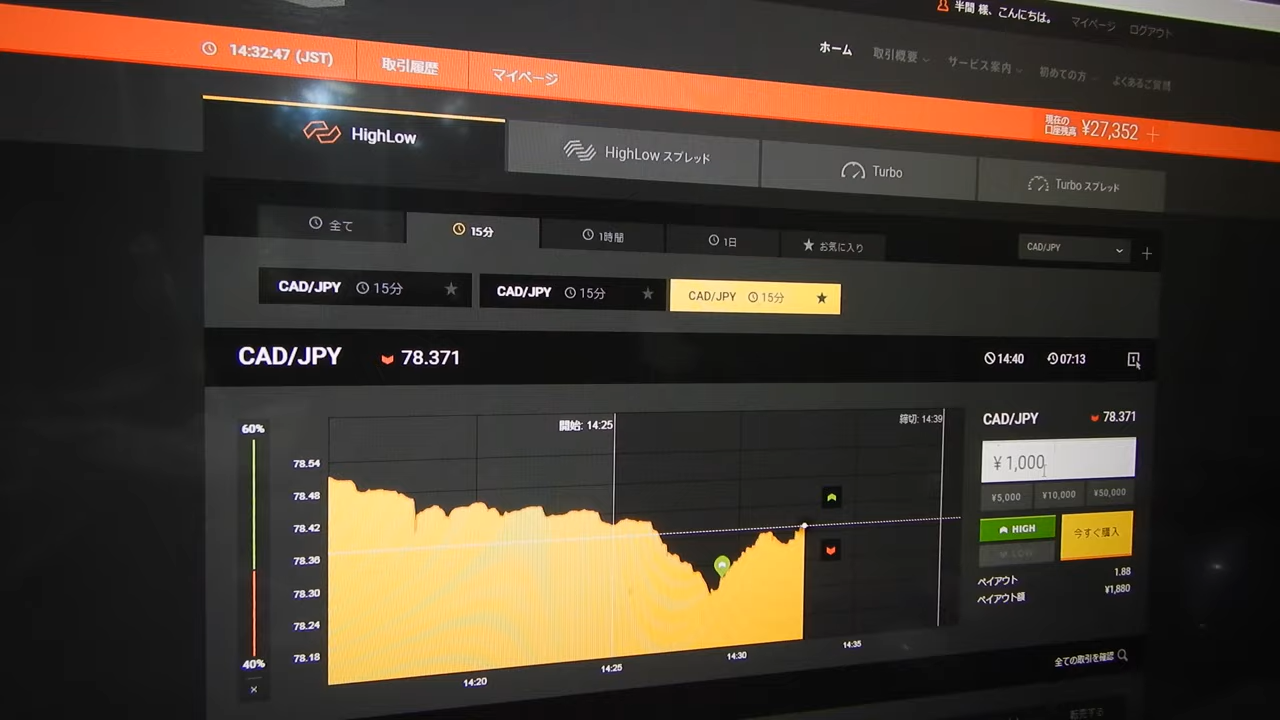 半間 様、こんにちは。 マイページ ログアウト
14:32:47 (JST) 取引履歴 マイページ
ホーム 取引概要 サービス案内 初めての方 よくあるご質問
現在の口座残高 ¥27,352 +
HighLow HighLow スプレッド Turbo Turbo スプレッド
全て 15分 1時間 1日 お気に入り CAD/JPY +
CAD/JPY 15分 CAD/JPY 15分 CAD/JPY 15分
CAD/JPY 78.371 14:40 07:13
60%
40%
×
開始: 14:25
締切: 14:39
78.54
78.48
78.42
78.36
78.30
78.24
78.18
14:20 14:25 14:30 14:35
CAD/JPY 78.371
¥ 1,000
¥5,000 ¥10,000 ¥50,000
HIGH
LOW
今すぐ購入
ペイアウト 1.88
ペイアウト額 ¥1,880
全ての取引を確認
転売する